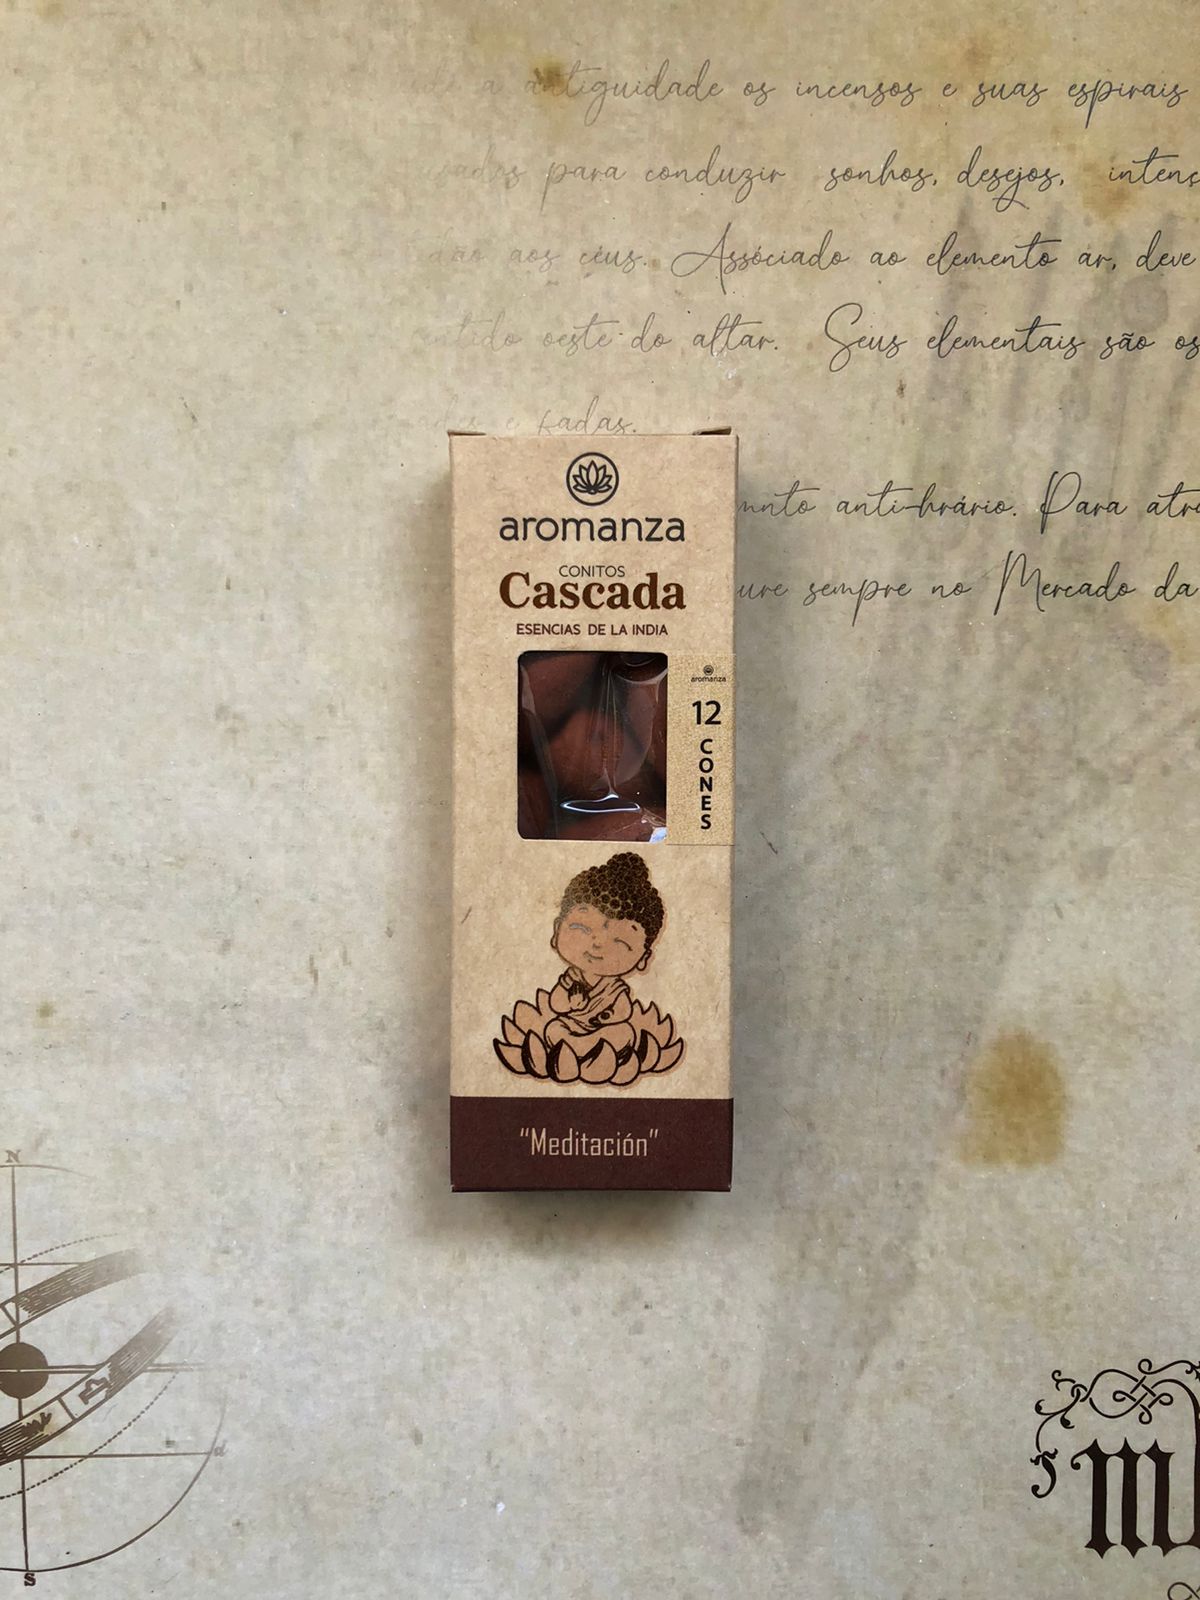 a antiguidade os incensos e suas espirais
para conduzir sonhos, desejos,
aos céus. Associado ao elemento ar, deve
oeste do altar. Seus elementais são os
e fadas.
anti-hrário. Para
sempre no Mercado da
aromanza
CONITOS
Cascada
ESENCIAS DE LA INDIA
aromanza
12
CONES
"Meditación"
N
S
m